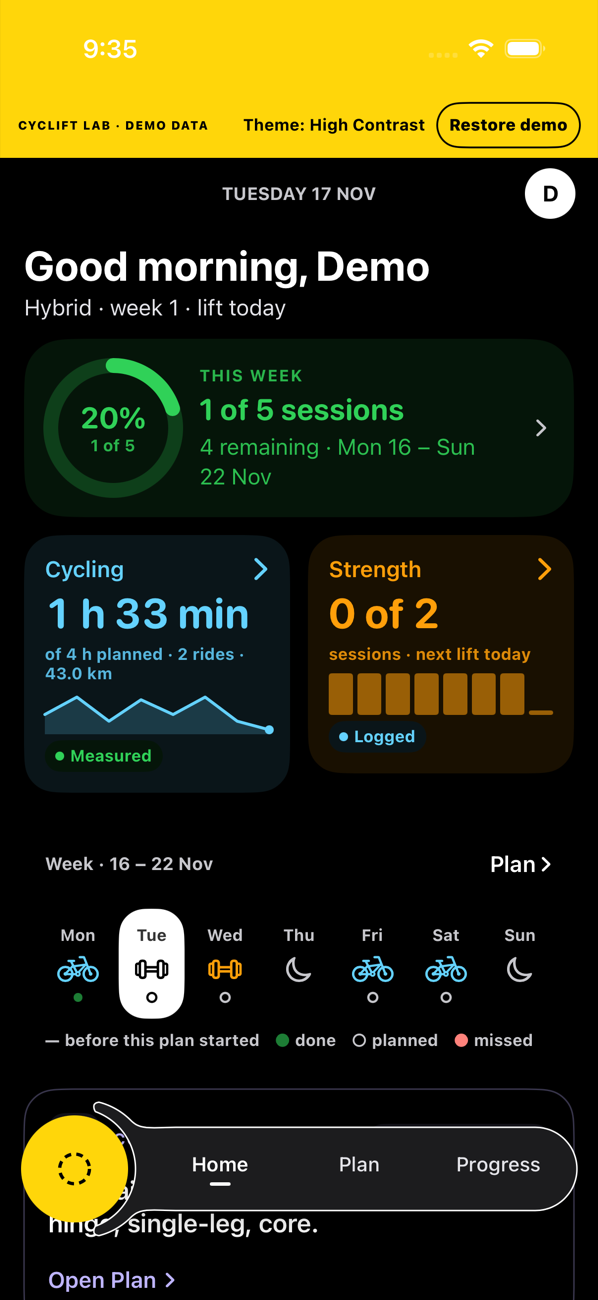 9:35
CYCLIFT LAB · DEMO DATA
Theme: High Contrast
Restore demo
TUESDAY 17 NOV
D
Good morning, Demo
Hybrid · week 1 · lift today
20%
1 of 5
THIS WEEK
1 of 5 sessions
4 remaining · Mon 16 – Sun
22 Nov
Cycling
1 h 33 min
of 4 h planned · 2 rides ·
43.0 km
Measured
Strength
0 of 2
sessions · next lift today
Logged
Week · 16 – 22 Nov
Plan
Mon Tue Wed Thu Fri Sat Sun
— before this plan started done planned missed
Home Plan Progress
single-leg, core.
Open Plan